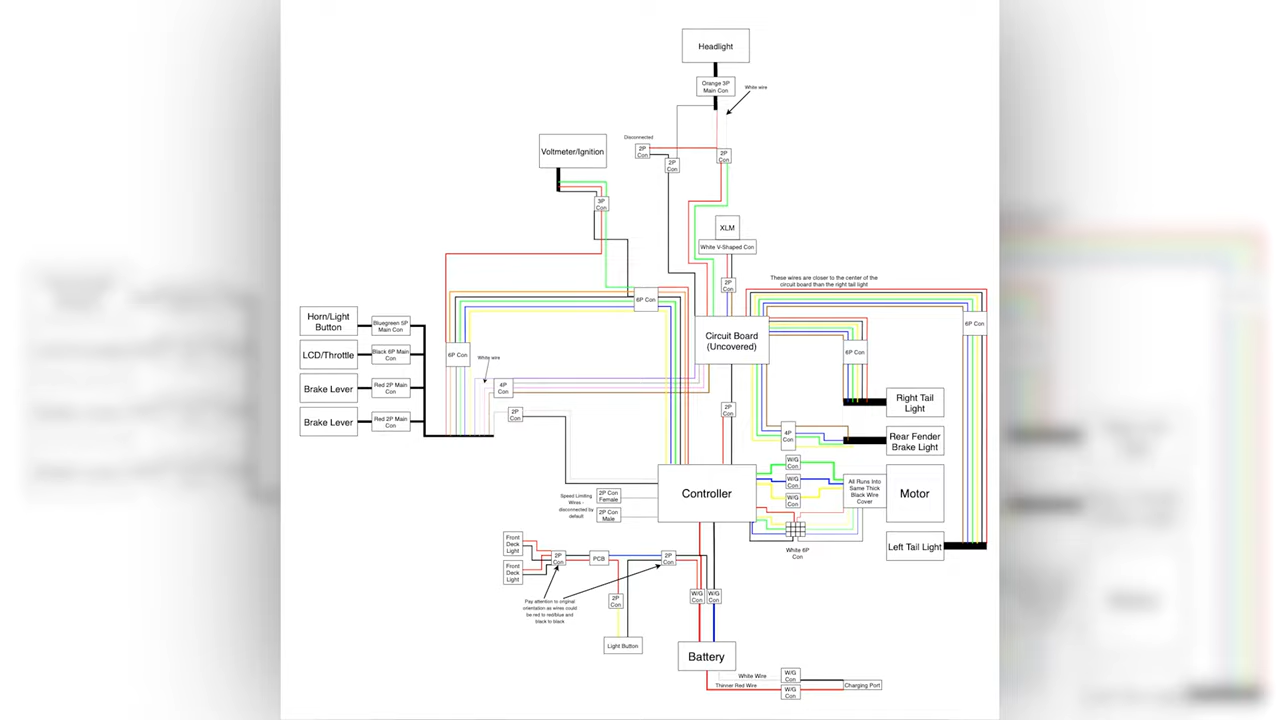 Headlight
Orange 3P
Main Con
White wire
Disconnected
2P
Con
2P
Con
2P
Con
Voltmeter/Ignition
3P
Con
XLM
White V-Shaped Con
2P
Con
These wires are closer to the center of the
circuit board than the right tail light
6P Con
6P Con
Horn/Light
Button
Bluegreen 5P
Main Con
LCD/Throttle
Black 6P Main
Con
Brake Lever
Red 2P Main
Con
Brake Lever
Red 2P Main
Con
6P Con
White wire
4P
Con
2P
Con
Circuit Board
(Uncovered)
6P Con
2P
Con
Right Tail
Light
4P
Con
Rear Fender
Brake Light
W/G
Con
W/G
Con
W/G
Con
All Runs Into
Same Thick
Black Wire
Cover
Motor
Controller
Speed Limiting
Wires -
disconnected by
default
2P Con
Female
2P Con
Male
White 6P
Con
Left Tail Light
Front
Deck
Light
Front
Deck
Light
2P
Con
PCB
2P
Con
Pay attention to original
orientation as wires could
be red to red/blue and
black to black
2P
Con
W/G
Con
W/G
Con
Light Button
Battery
White Wire
Thinner Red Wire
W/G
Con
W/G
Con
Charging Port